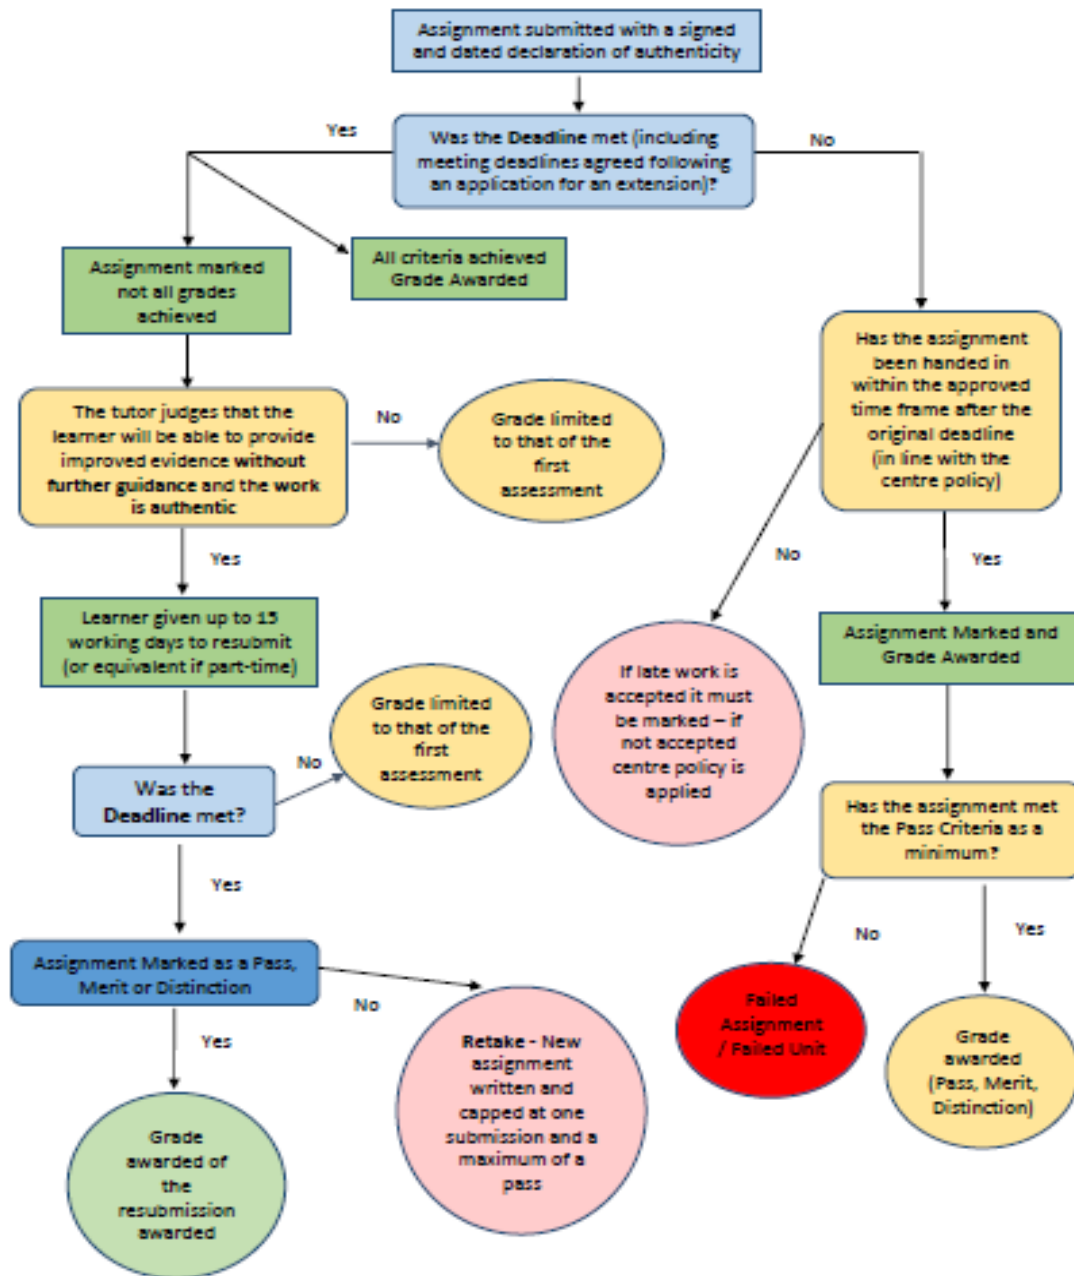 Assignment submitted with a signed
and dated declaration of authenticity
Yes
Was the Deadline met (including
meeting deadlines agreed following
an application for an extension)?
No
All criteria achieved
Grade Awarded
Assignment marked
not all grades
achieved
Has the assignment
been handed in
within the approved
time frame after the
original deadline
(in line with the
centre policy)
The tutor judges that the
learner will be able to provide
improved evidence without
further guidance and the work
is authentic
No
Grade limited
to that of the
first
assessment
Yes
No
Yes
Learner given up to 15
working days to resubmit
(or equivalent if part-time)
Assignment Marked and
Grade Awarded
If late work is
accepted it must
be marked – if
not accepted
centre policy is
applied
Grade limited
to that of the
first
assessment
No
Was the
Deadline met?
Has the assignment met
the Pass Criteria as a
minimum?
Yes
No
Yes
Assignment Marked as a Pass,
Merit or Distinction
No
Failed
Assignment
/ Failed Unit
Grade
awarded
(Pass, Merit,
Distinction)
Yes
Retake - New
assignment
written and
capped at one
submission and a
maximum of a
pass
Grade
awarded of
the
resubmission
awarded